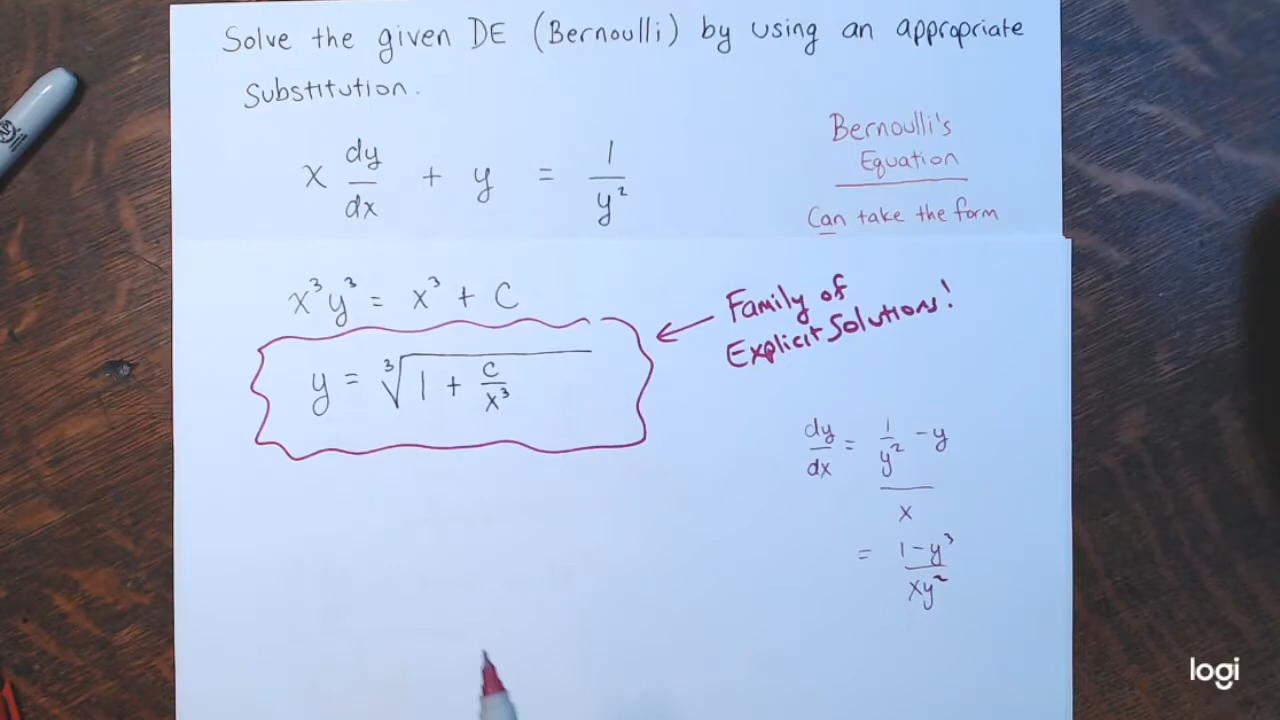 Solve the given DE (Bernoulli) by using an appropriate
Substitution.
x dy/dx + y = 1/y²
Bernoulli's
Equation
Can take the form
x³y³ = x³ + C
y = ∛(1 + C/x³)
Family of
Explicit Solutions!
dy/dx = (1/y² - y)/x
= (1-y³)/(xy²)
logi